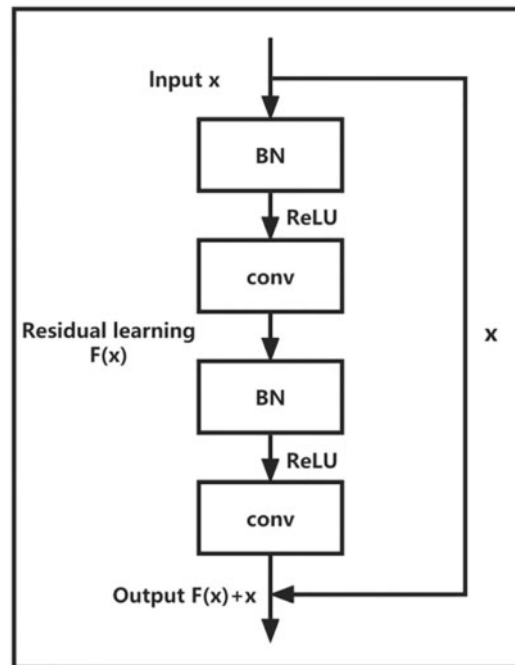 Input x
BN
ReLU
conv
Residual learning
F(x)
x
BN
ReLU
conv
Output F(x)+x